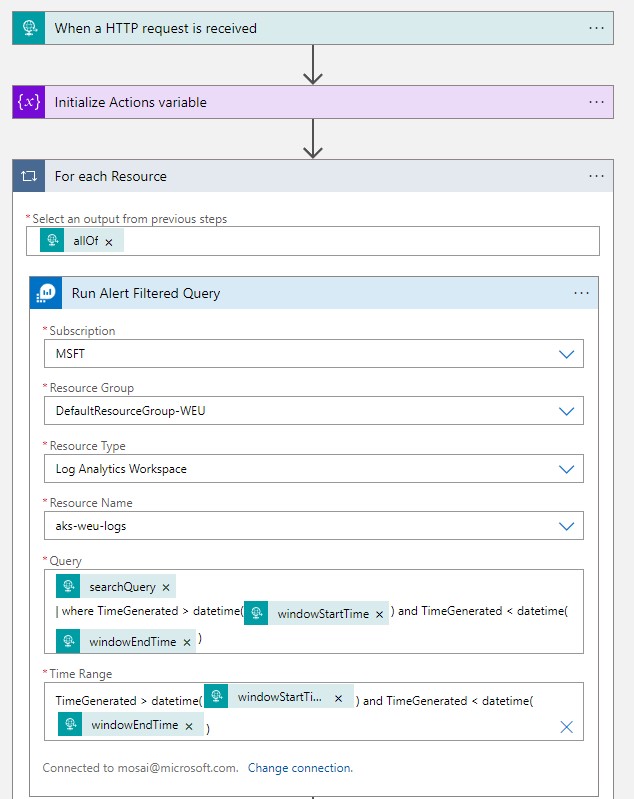 When a HTTP request is received ...
{x} Initialize Actions variable ...
For each Resource ...
*Select an output from previous steps
allOf ×
Run Alert Filtered Query ...
*Subscription
MSFT
*Resource Group
DefaultResourceGroup-WEU
*Resource Type
Log Analytics Workspace
*Resource Name
aks-weu-logs
*Query
searchQuery ×
| where TimeGenerated > datetime( windowStartTime × ) and TimeGenerated < datetime(
windowEndTime × )
*Time Range
TimeGenerated > datetime( windowStartTi... × ) and TimeGenerated < datetime(
windowEndTime × )
Connected to mosai@microsoft.com. Change connection.